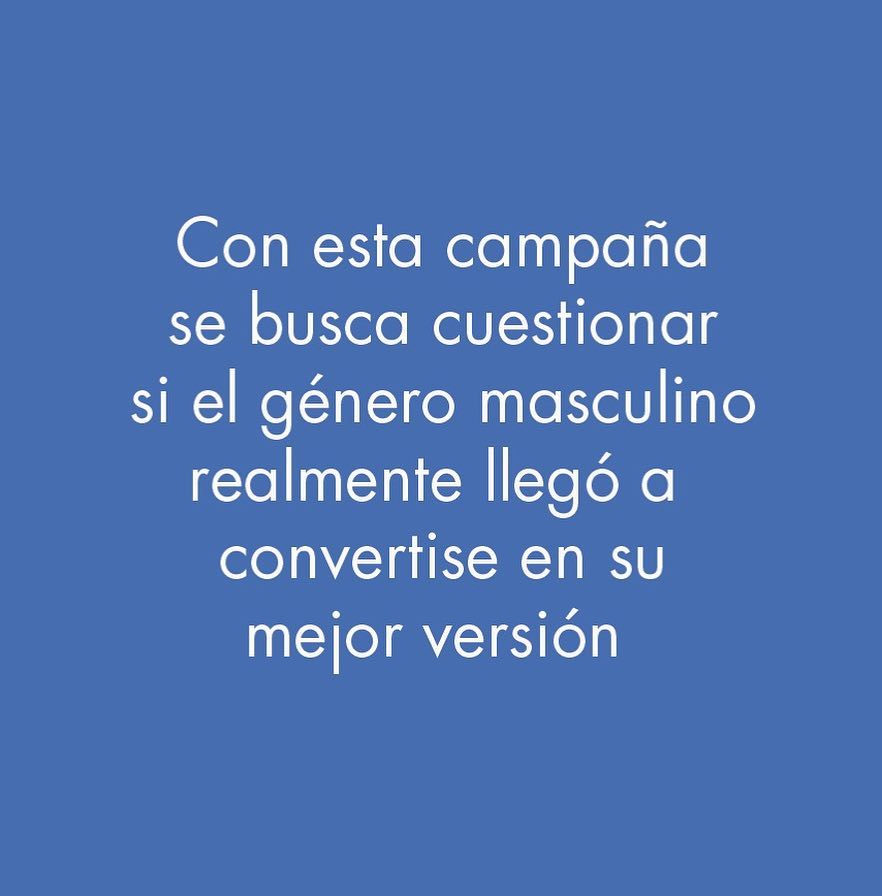 Con esta campaña
se busca cuestionar
si el género masculino
realmente llegó a
convertise en su
mejor versión